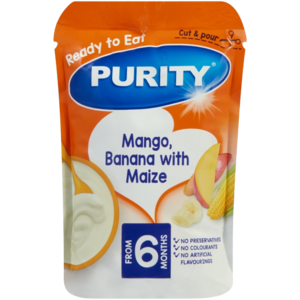 Ready to Eat
Cut & pour
PURITY®
Mango,
Banana with
Maize
FROM
6
MONTHS
NO PRESERVATIVES
NO COLOURANTS
NO ARTIFICIAL
FLAVOURINGS